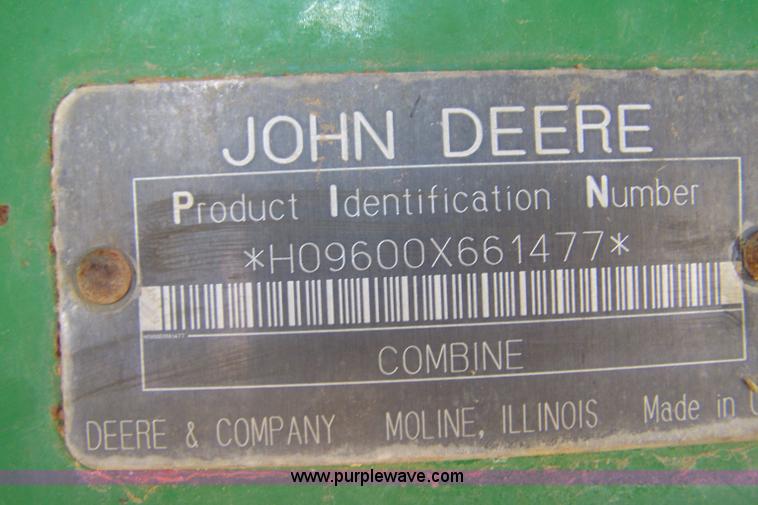 JOHN DEERE
Product Identification Number
*H09600X661477*
COMBINE
DEERE & COMPANY MOLINE, ILLINOIS Made in
www.purplewave.com